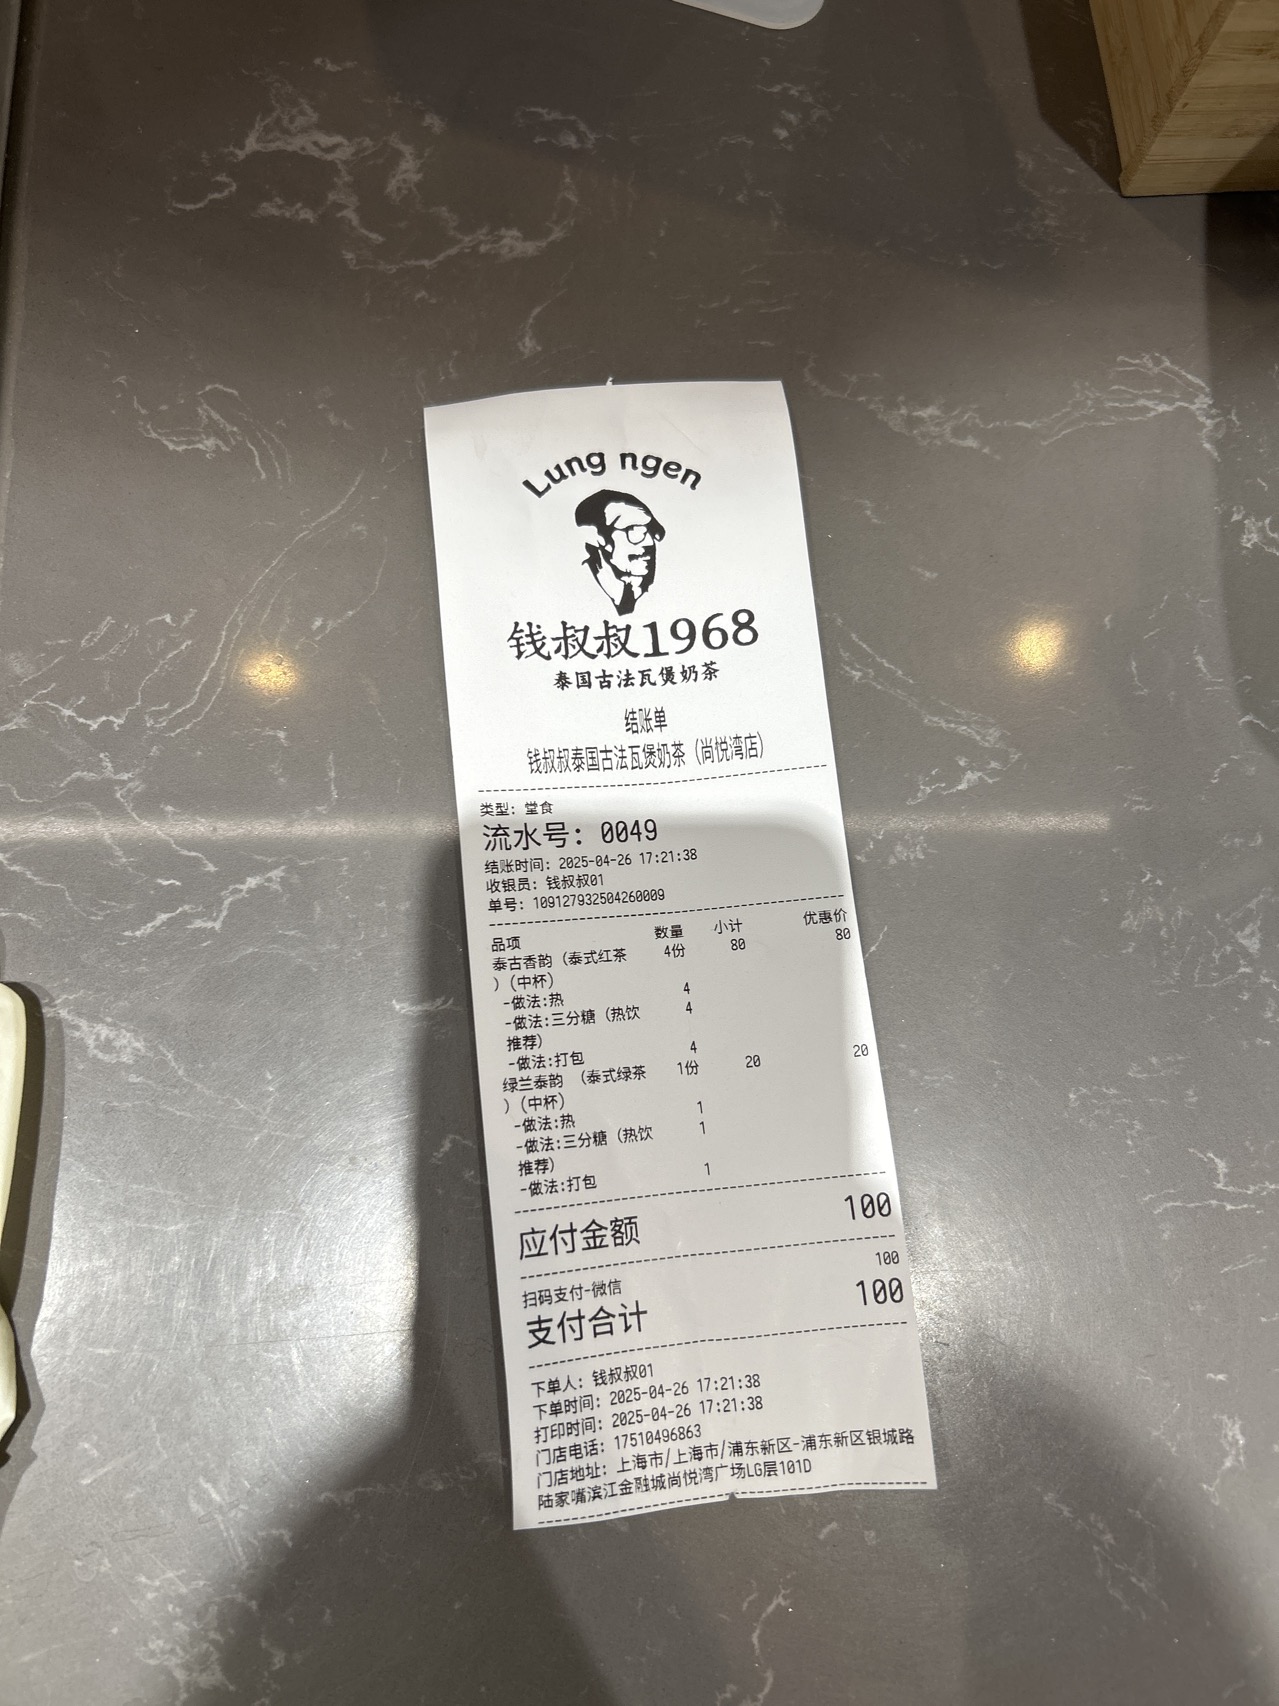 Lung ngen
钱叔叔1968
泰国古法瓦煲奶茶
结账单
钱叔叔泰国古法瓦煲奶茶（尚悦湾店）
类型：堂食
流水号：0049
结账时间：2025-04-26 17:21:38
收银员：钱叔叔01
单号：109127932504260009
品项 数量 小计 优惠价
泰古香韵（泰式红茶 4份 80 80
）（中杯）
-做法:热 4
-做法:三分糖（热饮 4
推荐）
-做法:打包 4
绿兰泰韵 （泰式绿茶 1份 20 20
）（中杯）
-做法:热 1
-做法:三分糖（热饮 1
推荐）
-做法:打包 1
应付金额 100
扫码支付-微信 100
支付合计 100
下单人：钱叔叔01
下单时间：2025-04-26 17:21:38
打印时间：2025-04-26 17:21:38
门店电话：17510496863
门店地址：上海市/上海市/浦东新区-浦东新区银城路
陆家嘴滨江金融城尚悦湾广场LG层101D